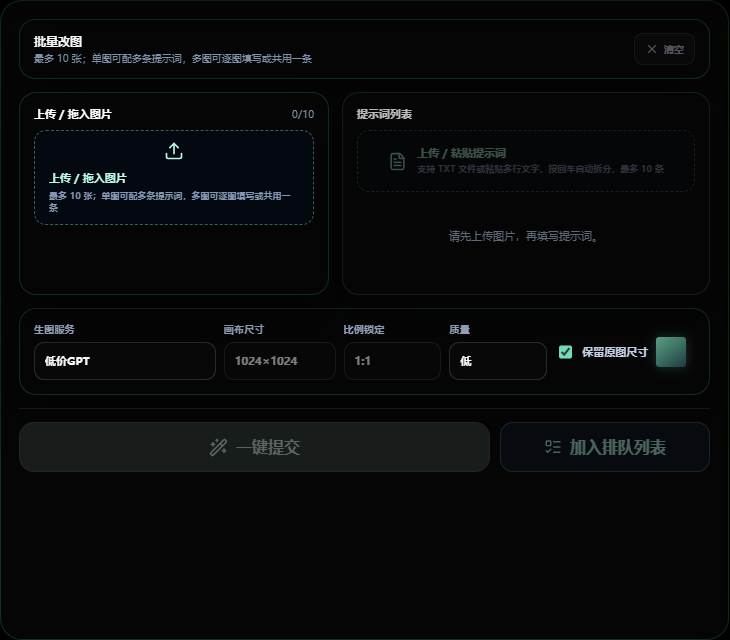 批量改图
最多 10 张；单图可配多条提示词，多图可逐图填写或共用一条
清空
上传 / 拖入图片
0/10
上传 / 拖入图片
最多 10 张；单图可配多条提示词，多图可逐图填写或共用一
条
提示词列表
上传 / 粘贴提示词
支持 TXT 文件或粘贴多行文字，按回车自动拆分，最多 10 条
请先上传图片，再填写提示词。
生图服务
画布尺寸
比例锁定
质量
低价GPT
1024×1024
1:1
低
保留原图尺寸
一键提交
加入排队列表